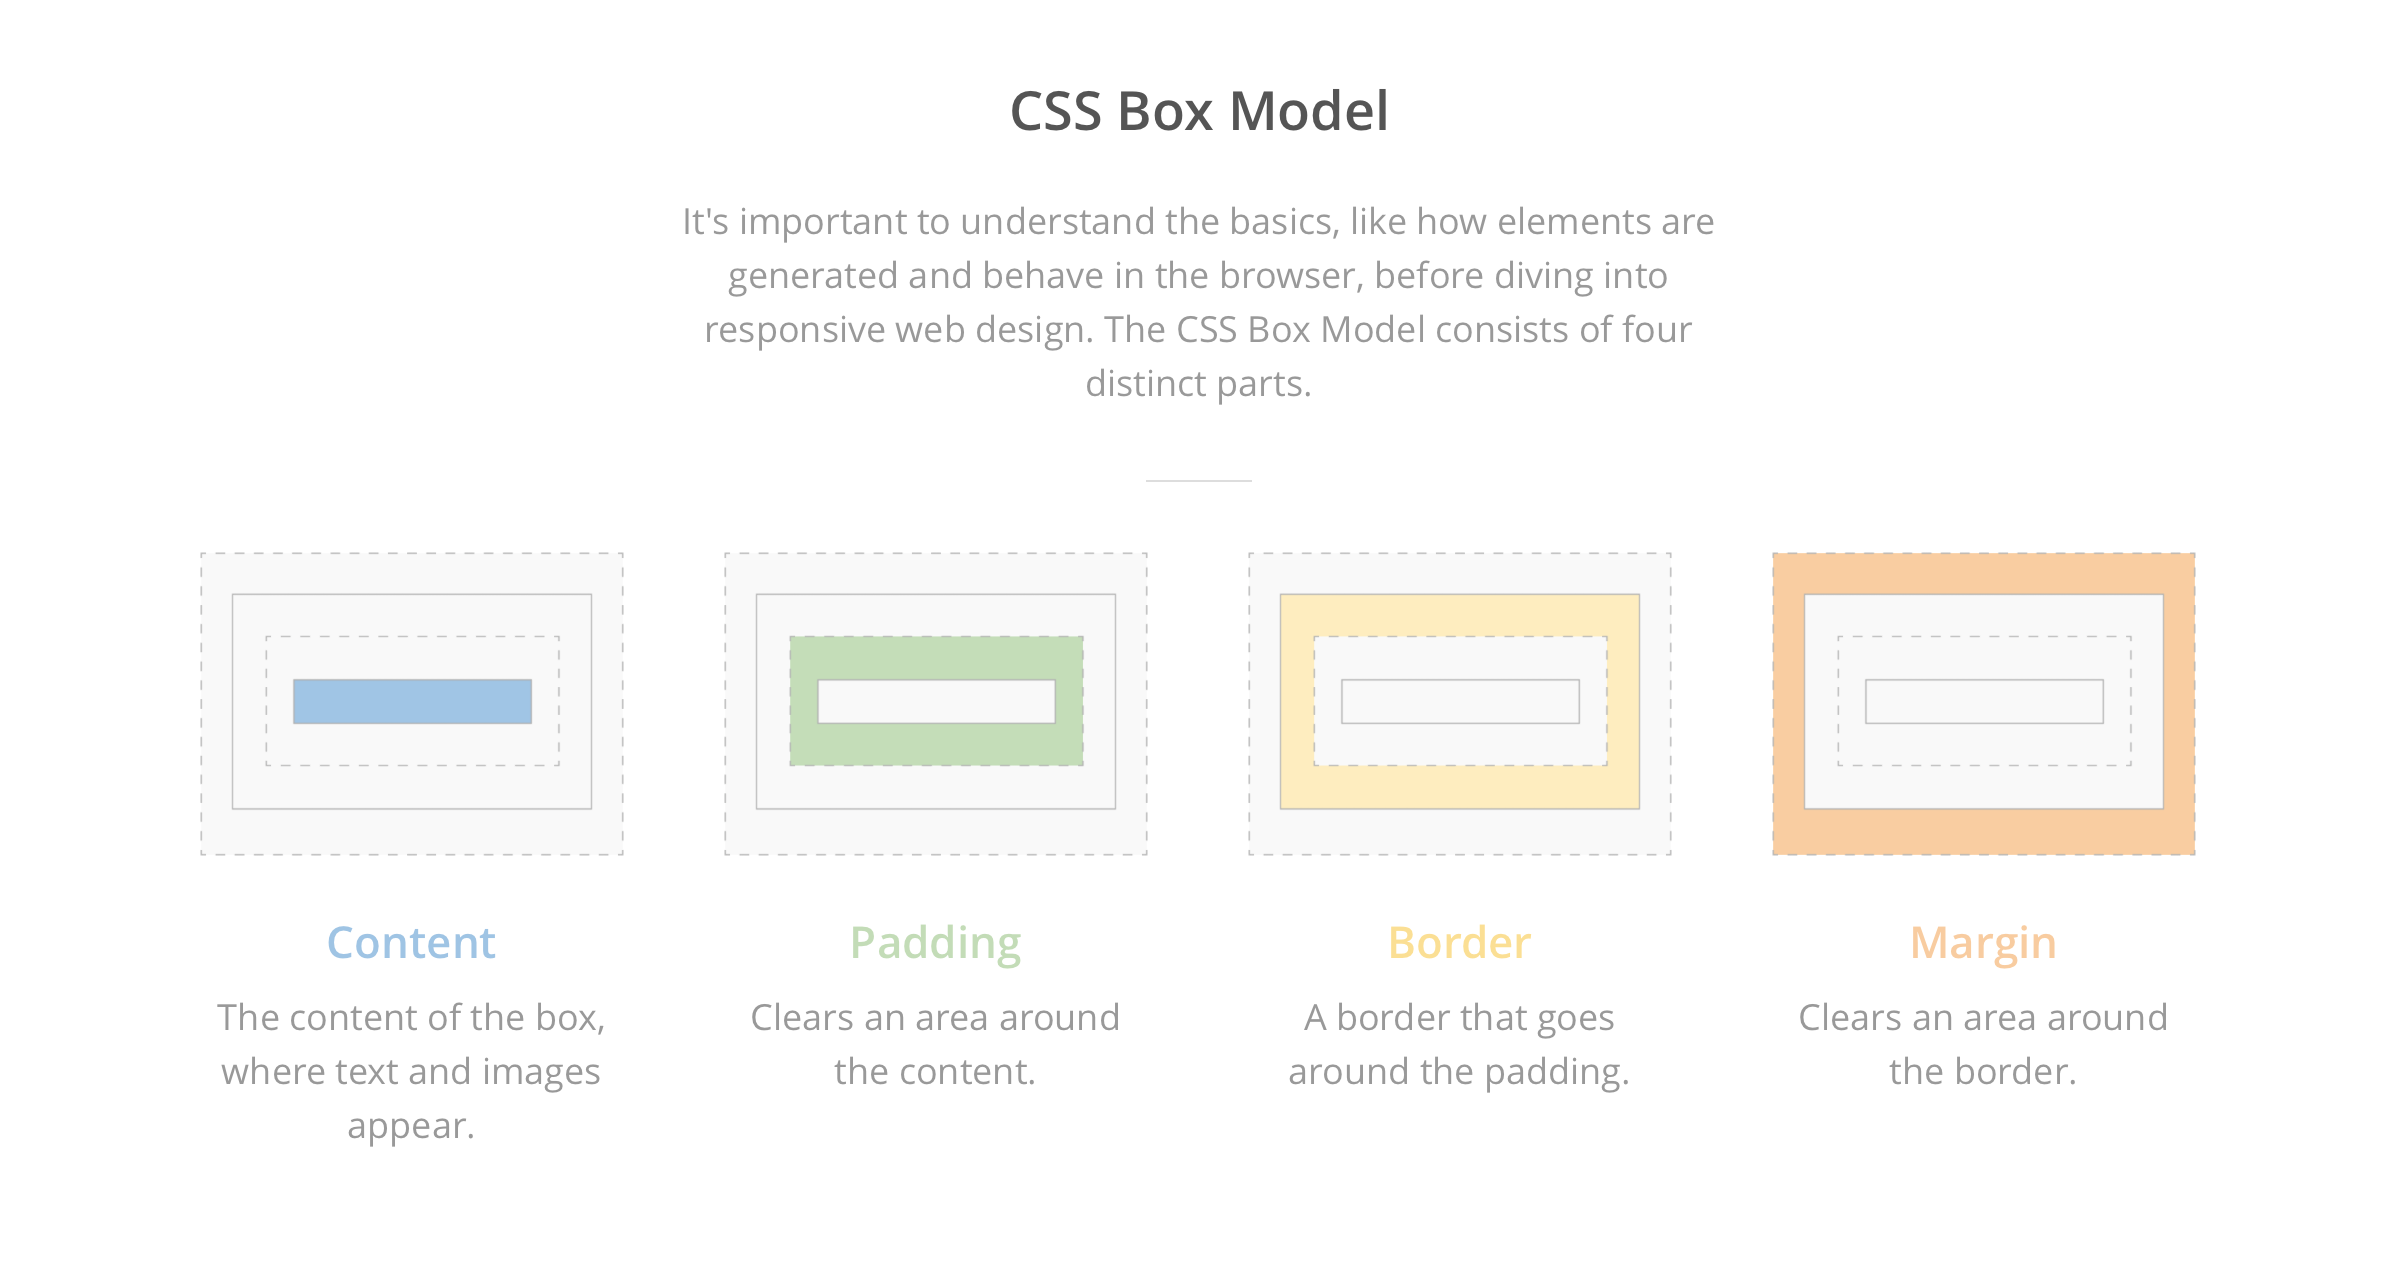 CSS Box Model
It's important to understand the basics, like how elements are
generated and behave in the browser, before diving into
responsive web design. The CSS Box Model consists of four
distinct parts.
Content
The content of the box,
where text and images
appear.
Padding
Clears an area around
the content.
Border
A border that goes
around the padding.
Margin
Clears an area around
the border.